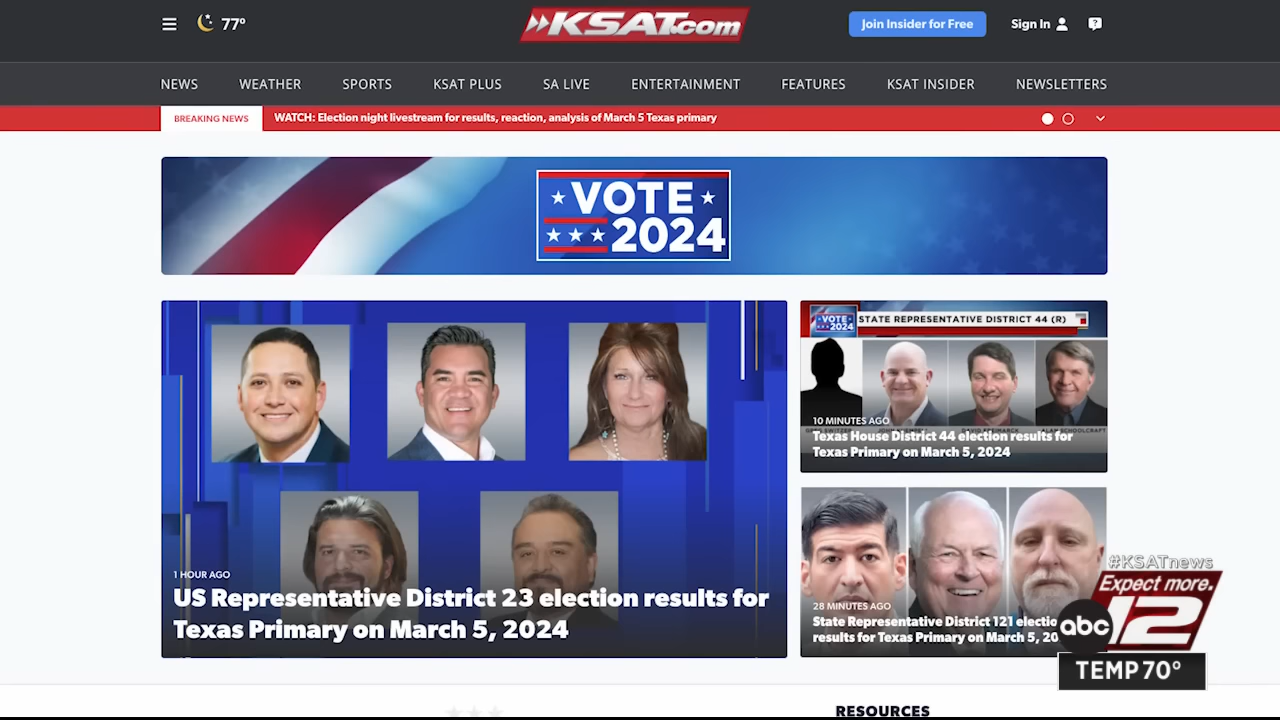 77°
KSAT.com
Join Insider for Free
Sign In
?
NEWS
WEATHER
SPORTS
KSAT PLUS
SA LIVE
ENTERTAINMENT
FEATURES
KSAT INSIDER
NEWSLETTERS
BREAKING NEWS
WATCH: Election night livestream for results, reaction, analysis of March 5 Texas primary
VOTE
2024
1 HOUR AGO
US Representative District 23 election results for
Texas Primary on March 5, 2024
VOTE
2024
STATE REPRESENTATIVE DISTRICT 44 (R)
10 MINUTES AGO
ALAN SCHOOLCRAFT
Texas House District 44 election results for
Texas Primary on March 5, 2024
28 MINUTES AGO
State Representative District 121 electio
results for Texas Primary on March 5, 20
#KSATnews
Expect more.
abc 12
TEMP 70°
RESOURCES